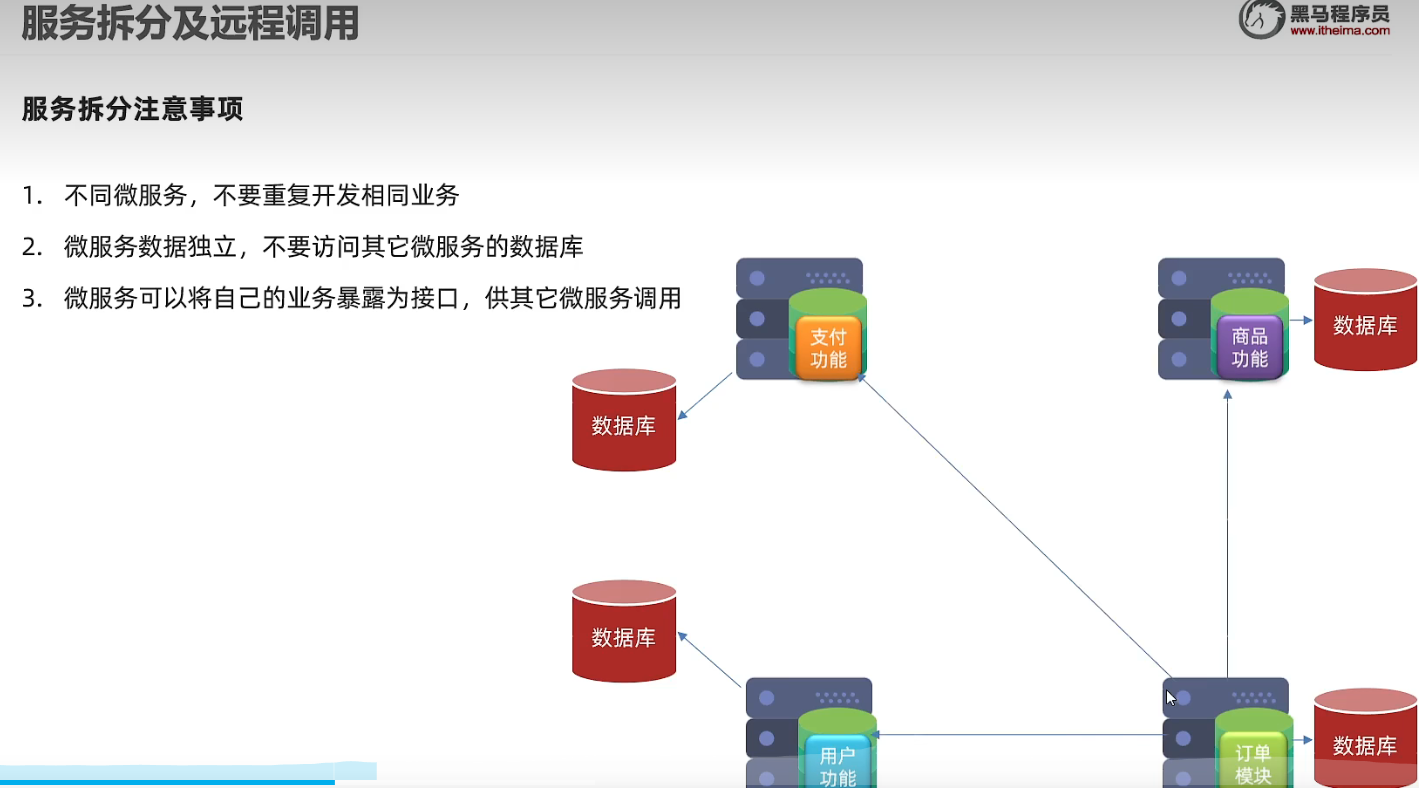 服务拆分及远程调用
黑马程序员
www.itheima.com
服务拆分注意事项
1. 不同微服务，不要重复开发相同业务
2. 微服务数据独立，不要访问其它微服务的数据库
3. 微服务可以将自己的业务暴露为接口，供其它微服务调用
支付
功能
商品
功能
数据库
数据库
数据库
用户
功能
订单
模块
数据库